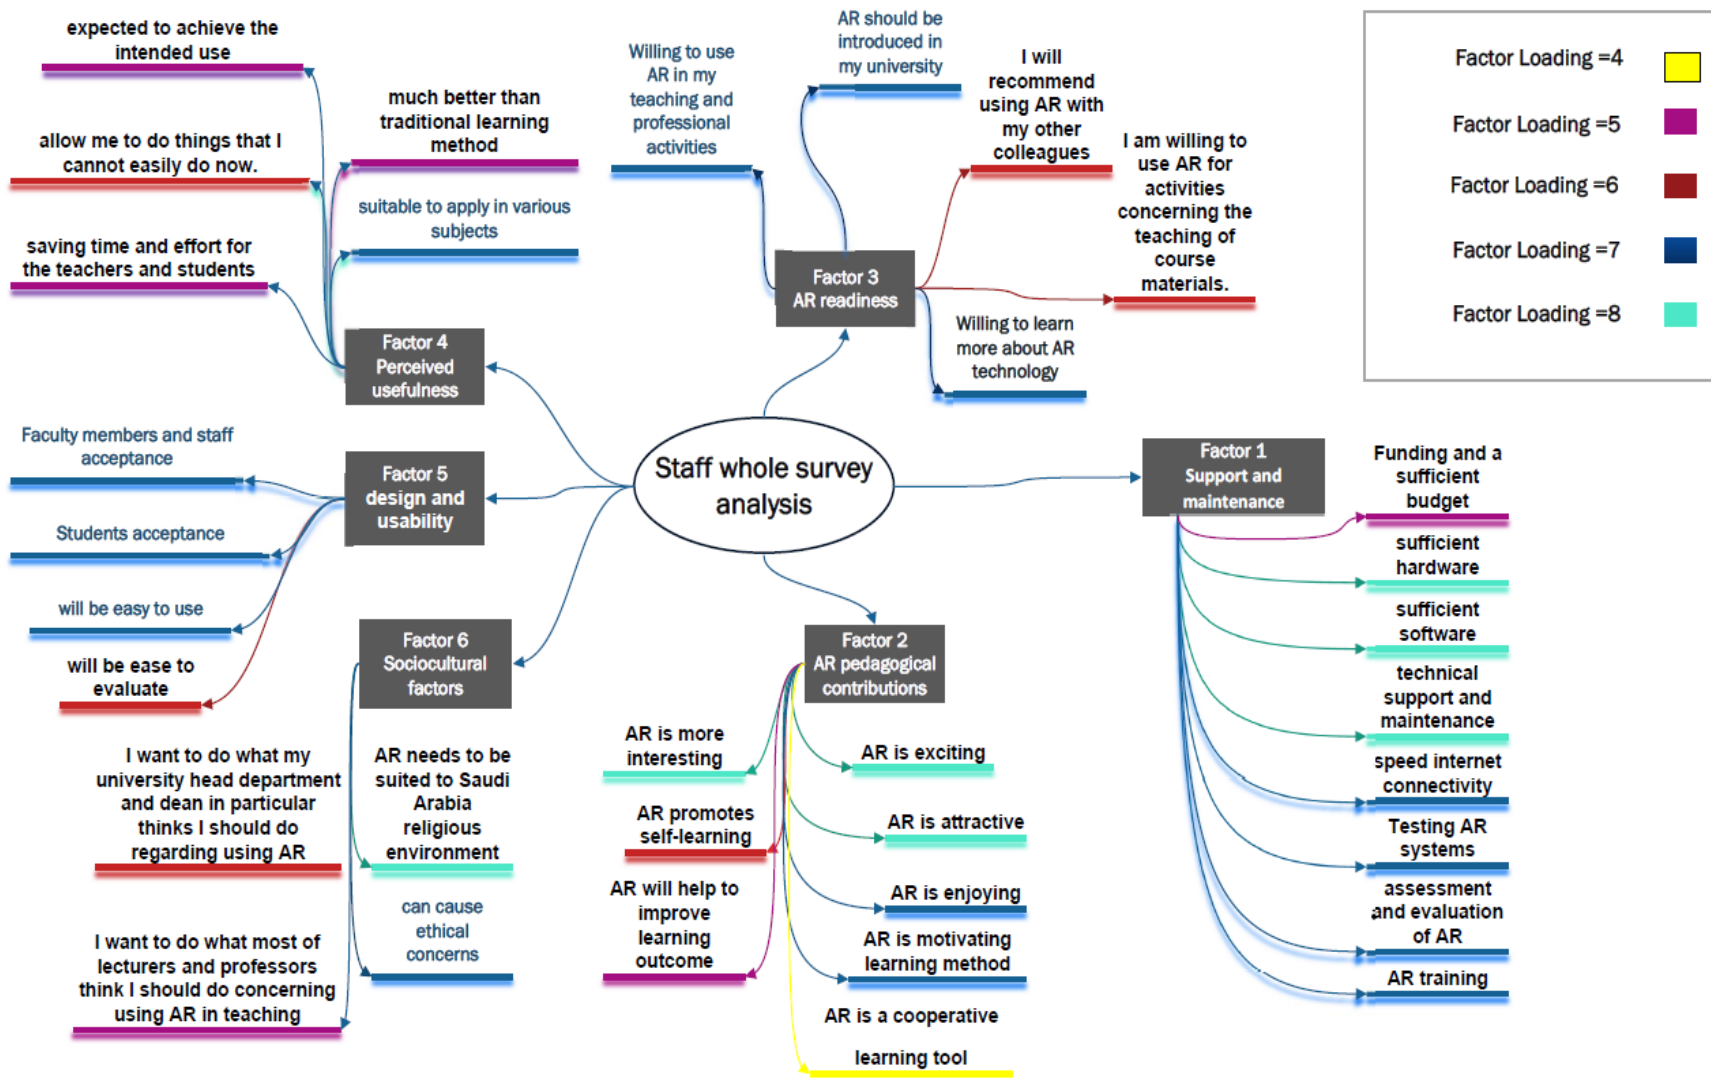 expected to achieve the
intended use
allow me to do things that I
cannot easily do now.
saving time and effort for
the teachers and students
much better than
traditional learning
method
suitable to apply in various
subjects
Factor 4
Perceived
usefulness
Willing to use
AR in my
teaching and
professional
activities
AR should be
introduced in
my university
I will
recommend
using AR with
my other
colleagues
I am willing to
use AR for
activities
concerning the
teaching of
course
materials.
Factor 3
AR readiness
Willing to learn
more about AR
technology
Factor Loading =4
Factor Loading =5
Factor Loading =6
Factor Loading =7
Factor Loading =8
Faculty members and staff
acceptance
Students acceptance
will be easy to use
will be ease to
evaluate
Factor 5
design and
usability
Staff whole survey
analysis
Factor 1
Support and
maintenance
Funding and a
sufficient
budget
sufficient
hardware
sufficient
software
technical
support and
maintenance
speed internet
connectivity
Testing AR
systems
assessment
and evaluation
of AR
AR training
Factor 6
Sociocultural
factors
I want to do what my
university head department
and dean in particular
thinks I should do
regarding using AR
AR needs to be
suited to Saudi
Arabia
religious
environment
can cause
ethical
concerns
I want to do what most of
lecturers and professors
think I should do concerning
using AR in teaching
Factor 2
AR pedagogical
contributions
AR is more
interesting
AR promotes
self-learning
AR will help to
improve
learning
outcome
AR is exciting
AR is attractive
AR is enjoying
AR is motivating
learning method
AR is a cooperative
learning tool